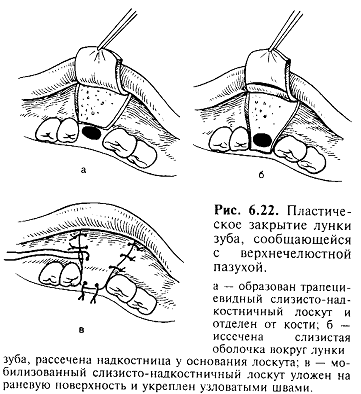 а
б
в
Рис. 6.22. Пластиче-
ское закрытие лунки
зуба, сообщающейся
с верхнечелюстной
пазухой.
а — образован трапеци-
евидный слизисто-над-
костничный лоскут и
отделен от кости; б —
иссечена слизистая
оболочка вокруг лунки
зуба, рассечена надкостница у основания лоскута; в — мо-
билизованный слизисто-надкостничный лоскут уложен на
раневую поверхность и укреплен узловатыми швами.